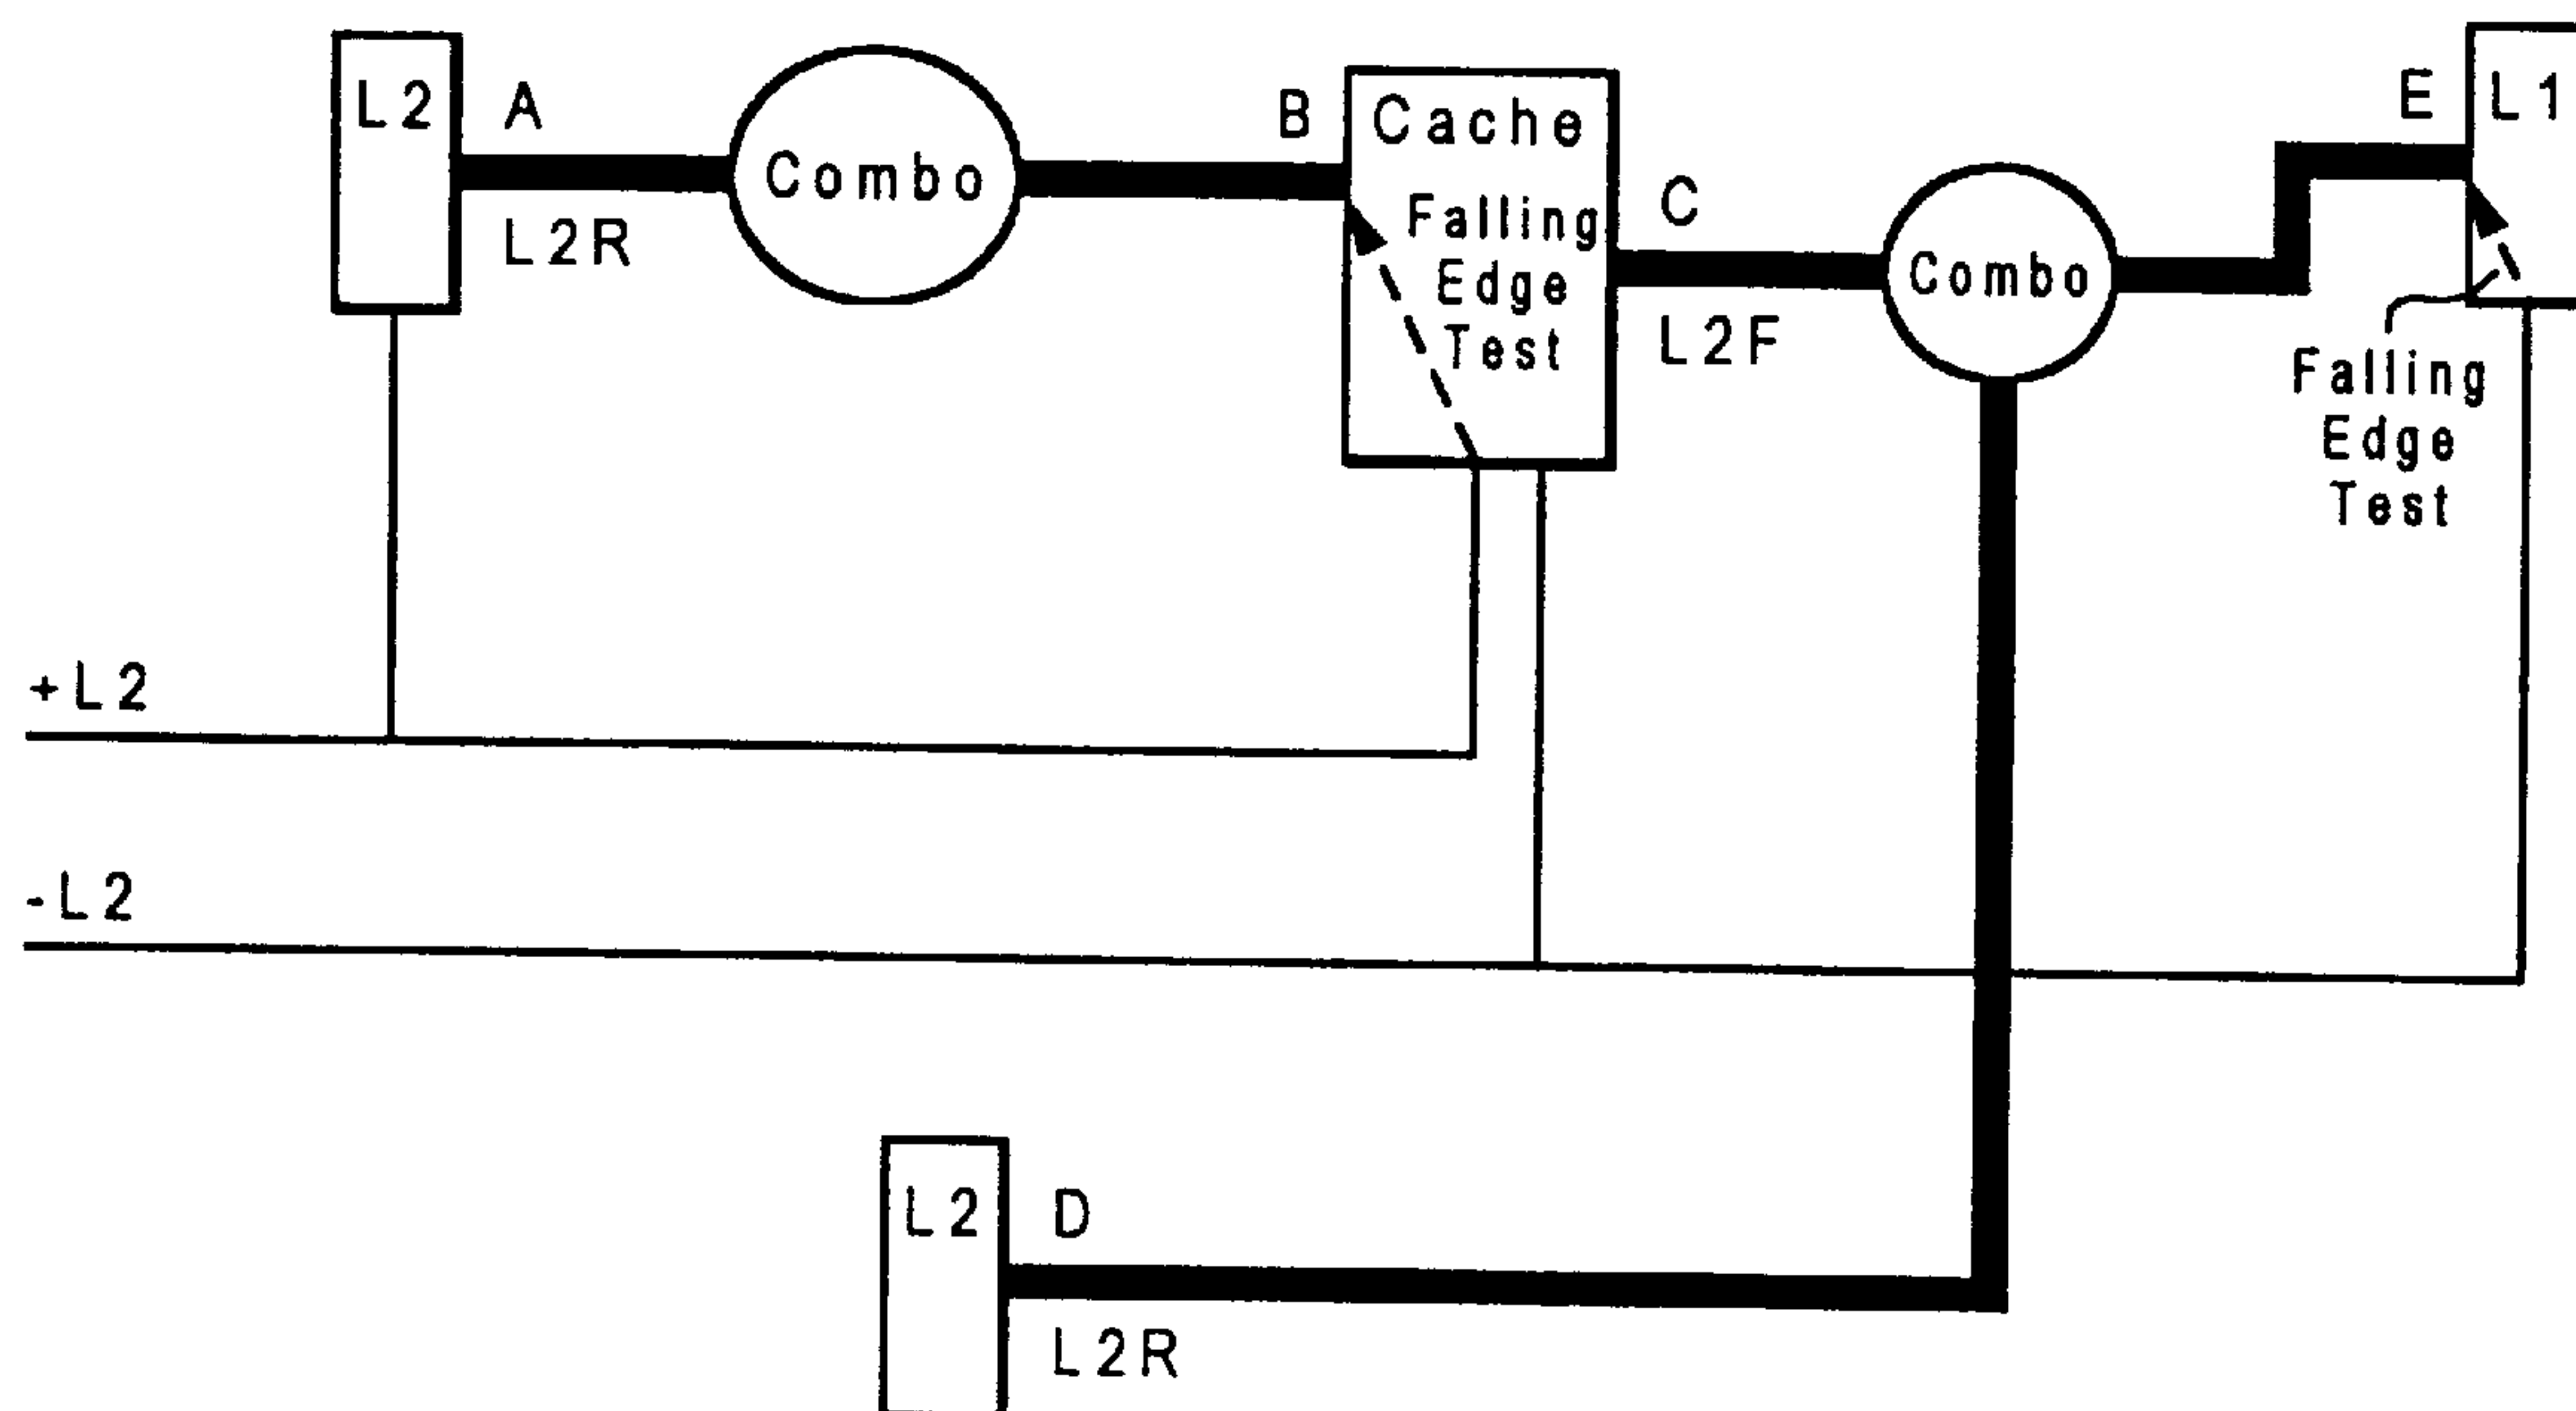 L2
A
L2R
Combo
B
Cache
Falling
Edge
Test
C
L2F
Combo
E
L1
Falling
Edge
Test
+L2
-L2
L2
D
L2R